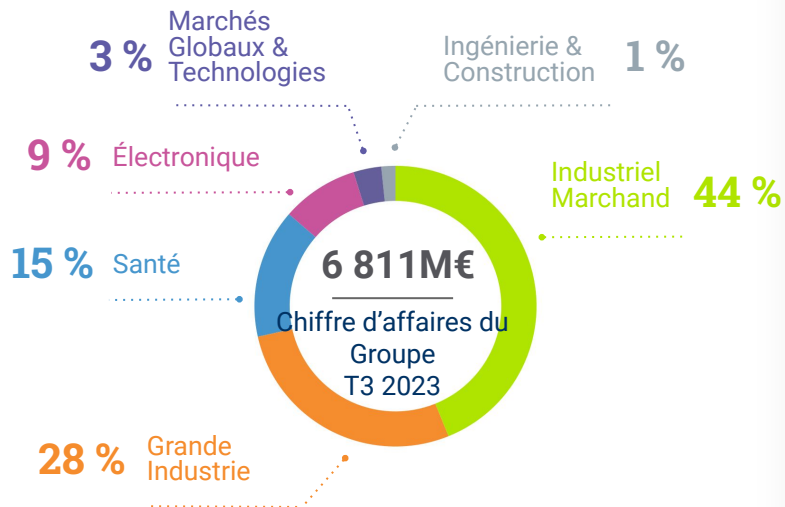 Marchés
Globaux &
Technologies
3 %
Ingénierie &
Construction
1 %
9 %
Électronique
Industriel
Marchand
44 %
15 %
Santé
6 811M€
Chiffre d’affaires du
Groupe
T3 2023
28 %
Grande
Industrie